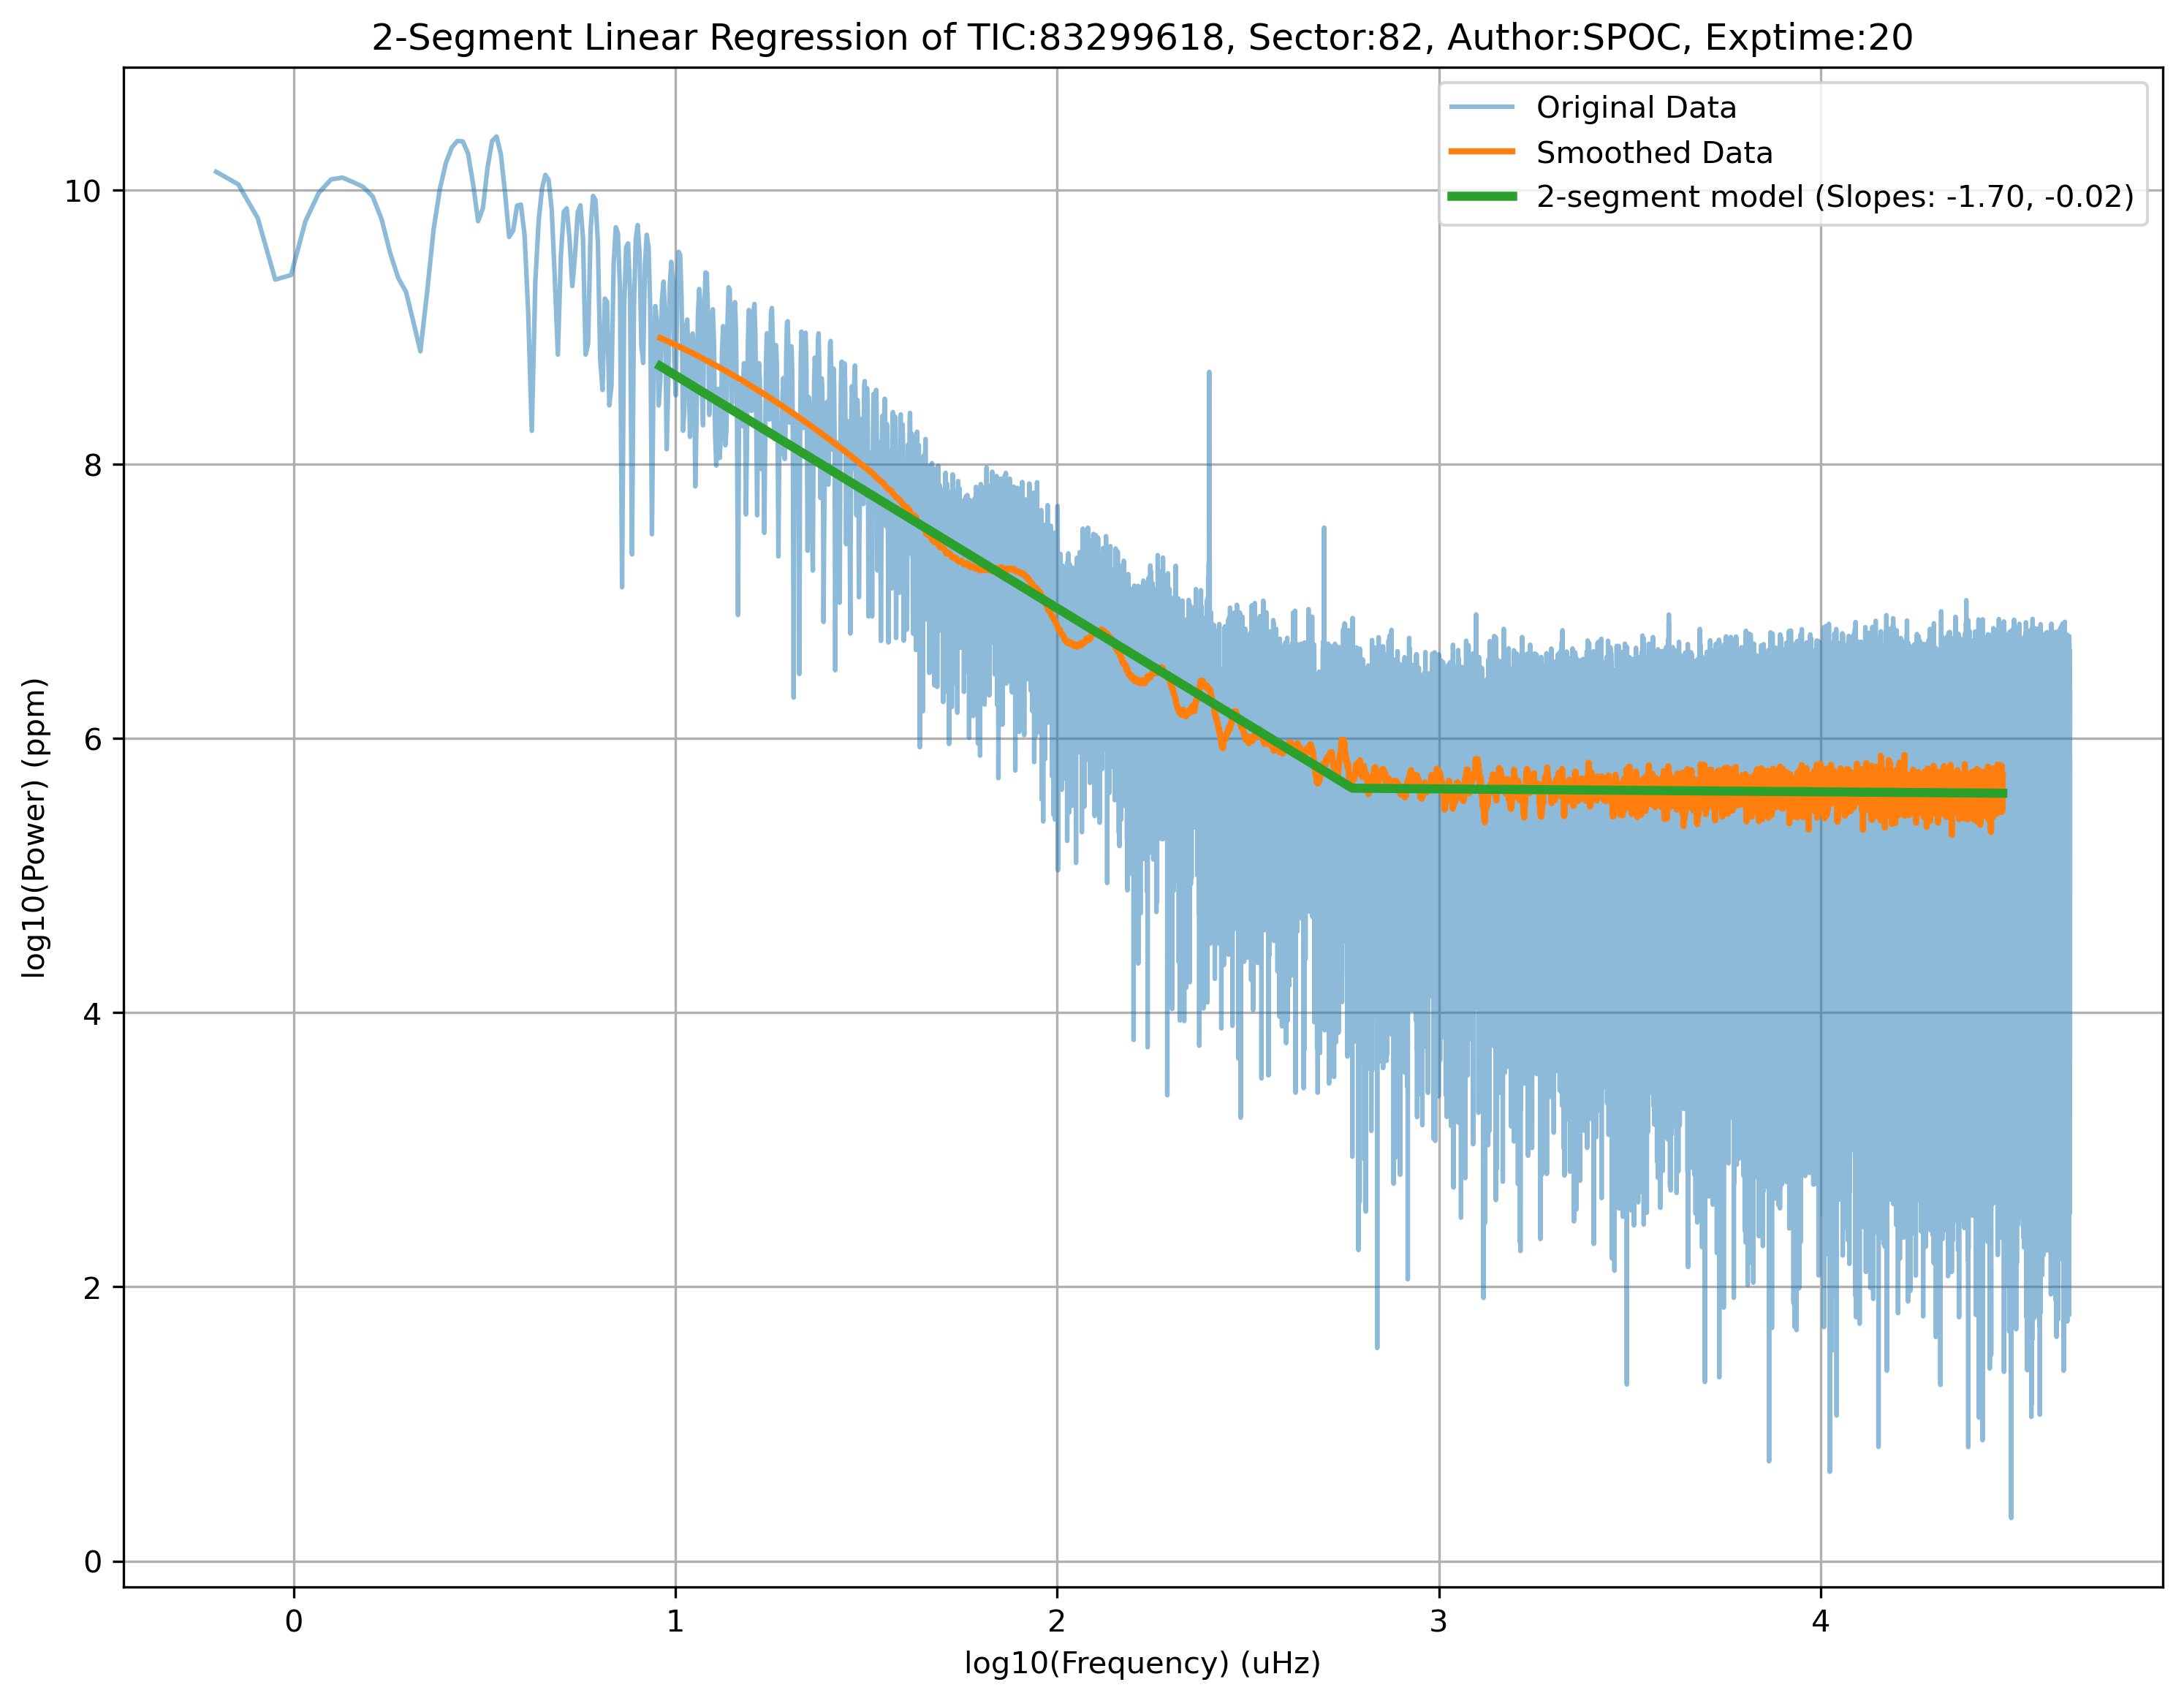 2-Segment Linear Regression of TIC:83299618, Sector:82, Author:SPOC, Exptime:20
Original Data
Smoothed Data
2-segment model (Slopes: -1.70, -0.02)
log10(Power) (ppm)
10
8
6
4
2
0
0 1 2 3 4
log10(Frequency) (uHz)